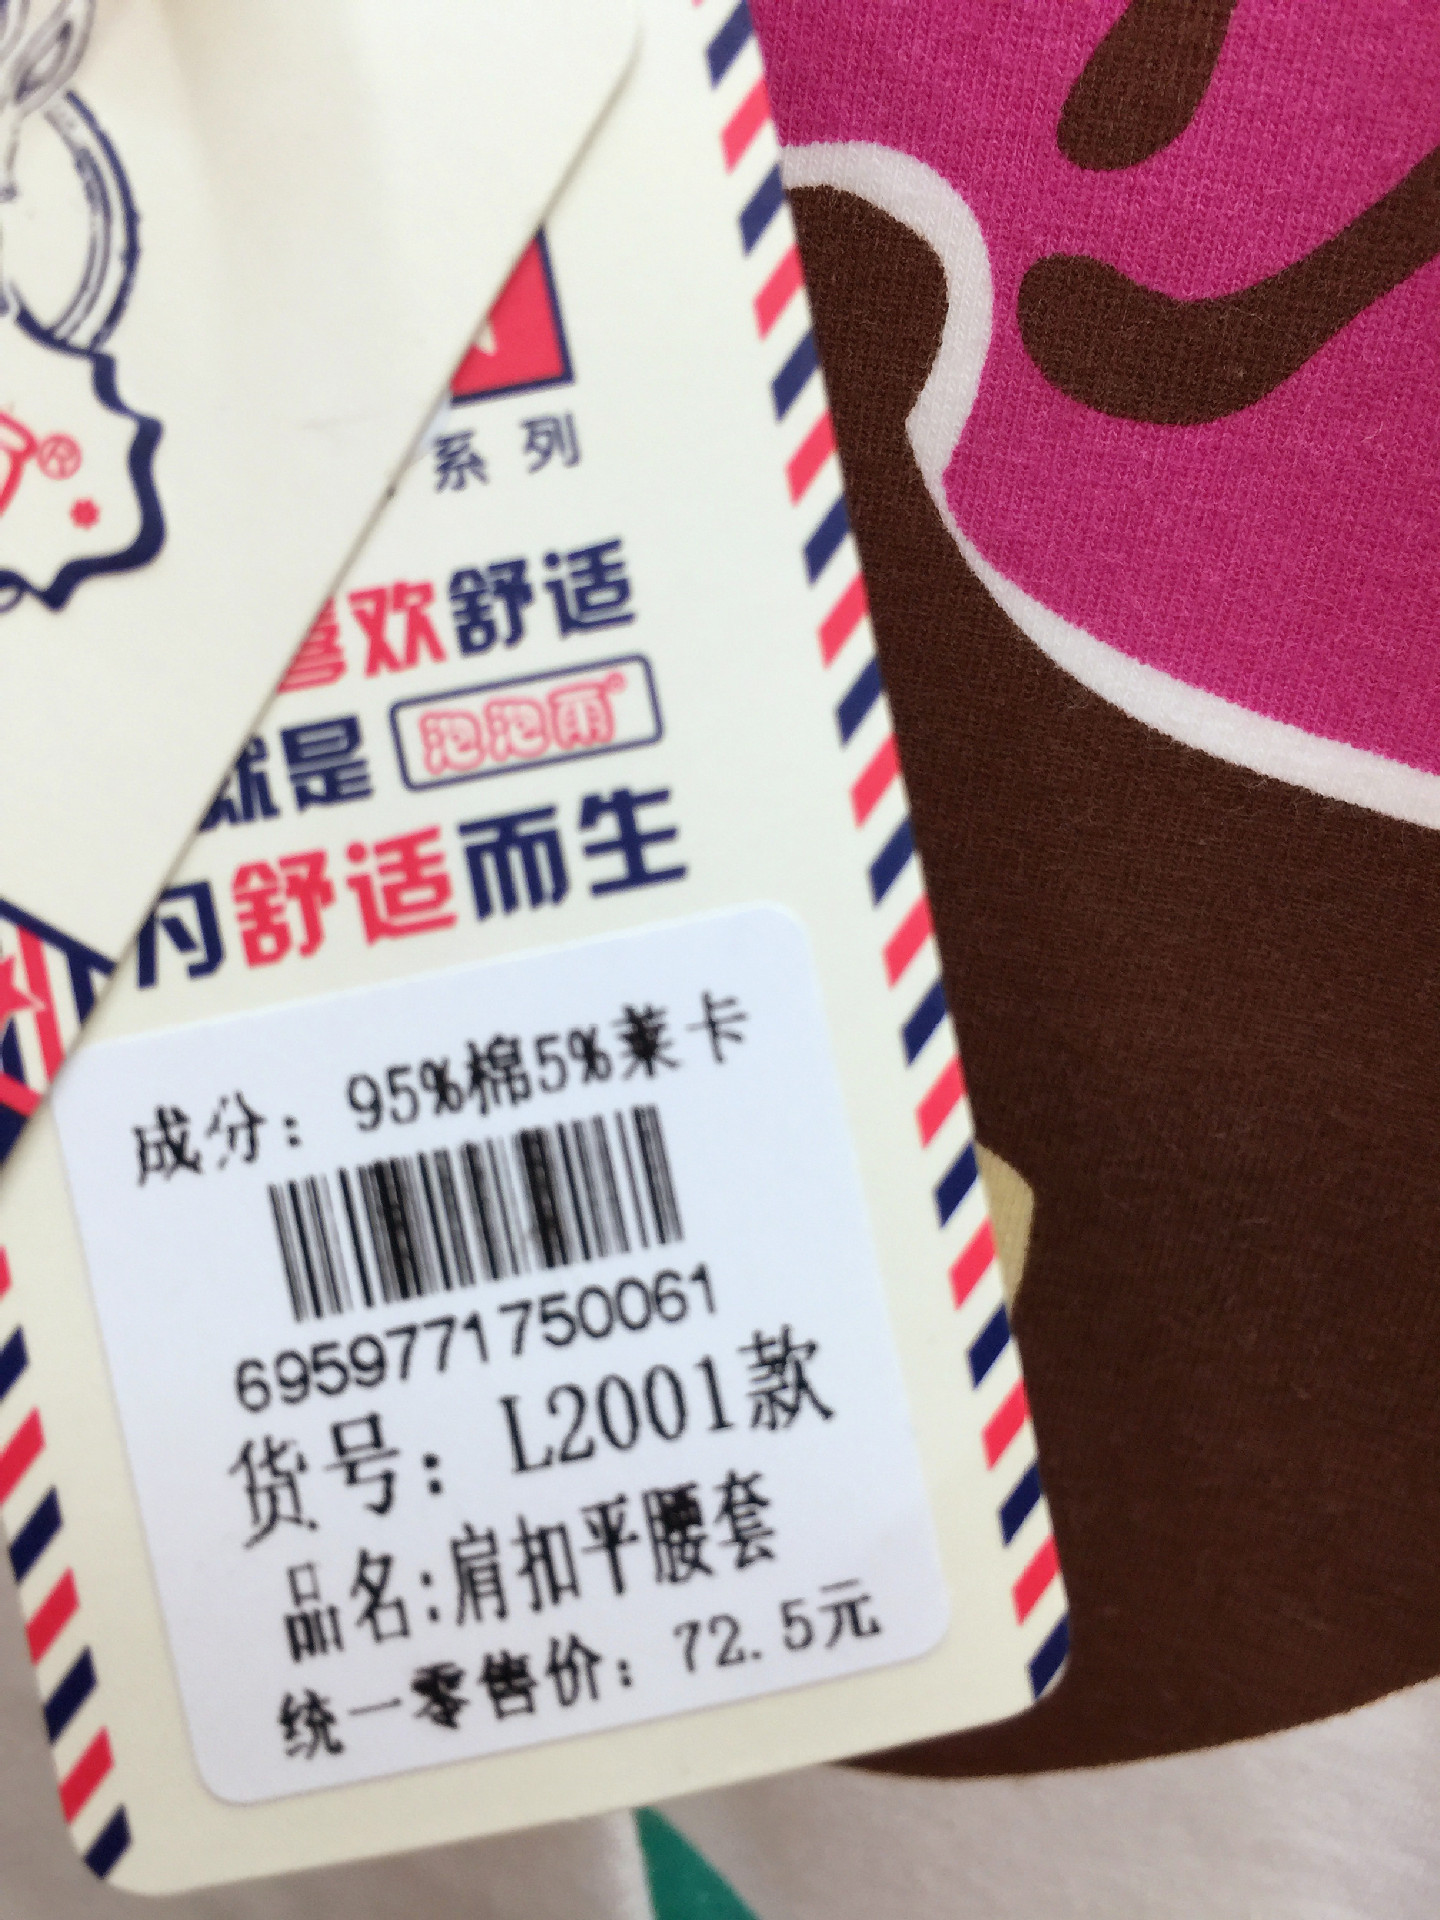 系列
喜欢舒适
就是 泡泡雨
为舒适而生
成分：95%棉5%莱卡
6959771750061
货号：L2001款
品名:肩扣平腰套
统一零售价：72.5元